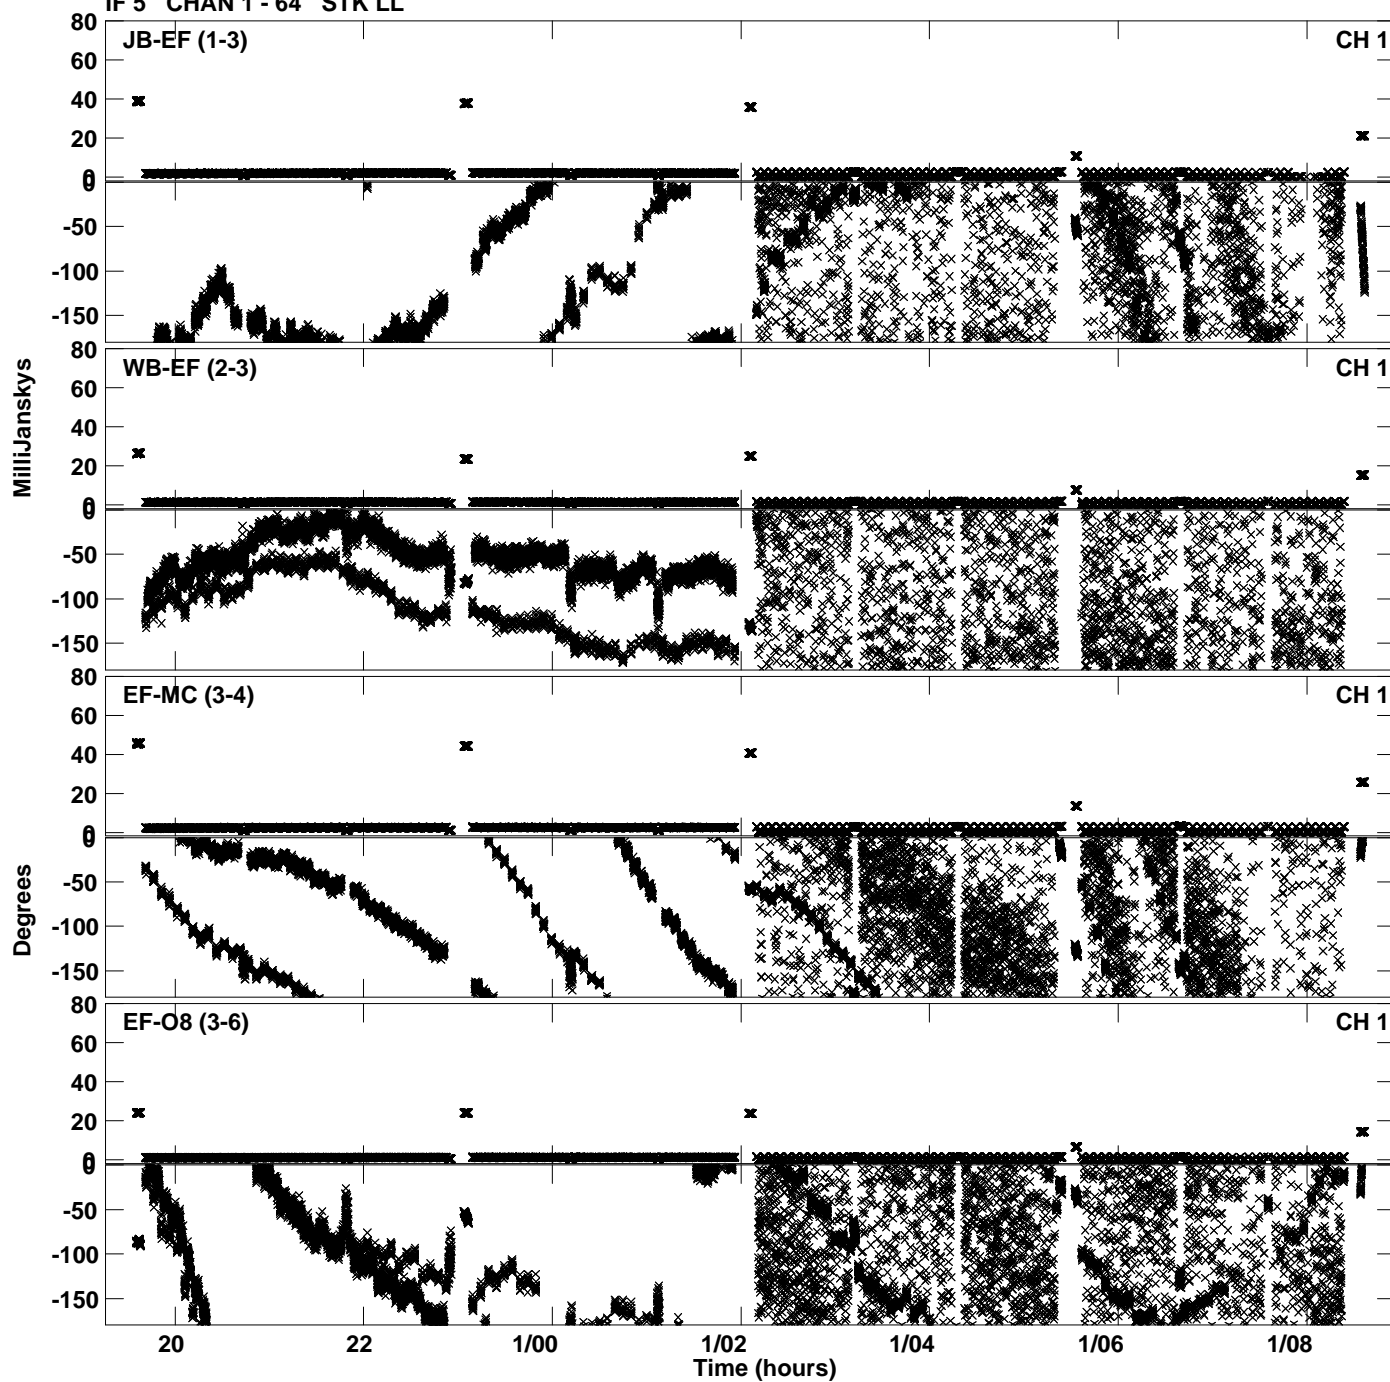 IF 5 CHAN 1 - 64 STK LL
80
JB-EF (1-3)
CH 1
60
40
20
0
0
-50
-100
-150
80
WB-EF (2-3)
CH 1
60
40
20
0
0
-50
-100
-150
80
EF-MC (3-4)
CH 1
60
40
20
0
0
-50
-100
-150
80
EF-O8 (3-6)
CH 1
60
40
20
0
0
-50
-100
-150
MilliJanskys
Degrees
20 22 1/00 1/02 1/04 1/06 1/08
Time (hours)